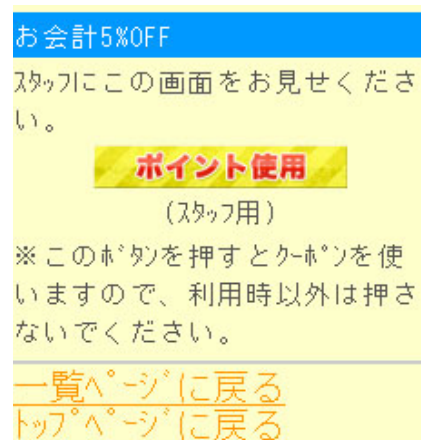 お会計5%OFF
ｽﾀｯﾌにこの画面をお見せくださ
い。
ポイント使用
(ｽﾀｯﾌ用)
※このﾎﾞﾀﾝを押すとｸｰﾎﾟﾝを使
いますので、利用時以外は押さ
ないでください。
一覧ﾍﾟｰｼﾞに戻る
ﾄｯﾌﾟﾍﾟｰｼﾞに戻る